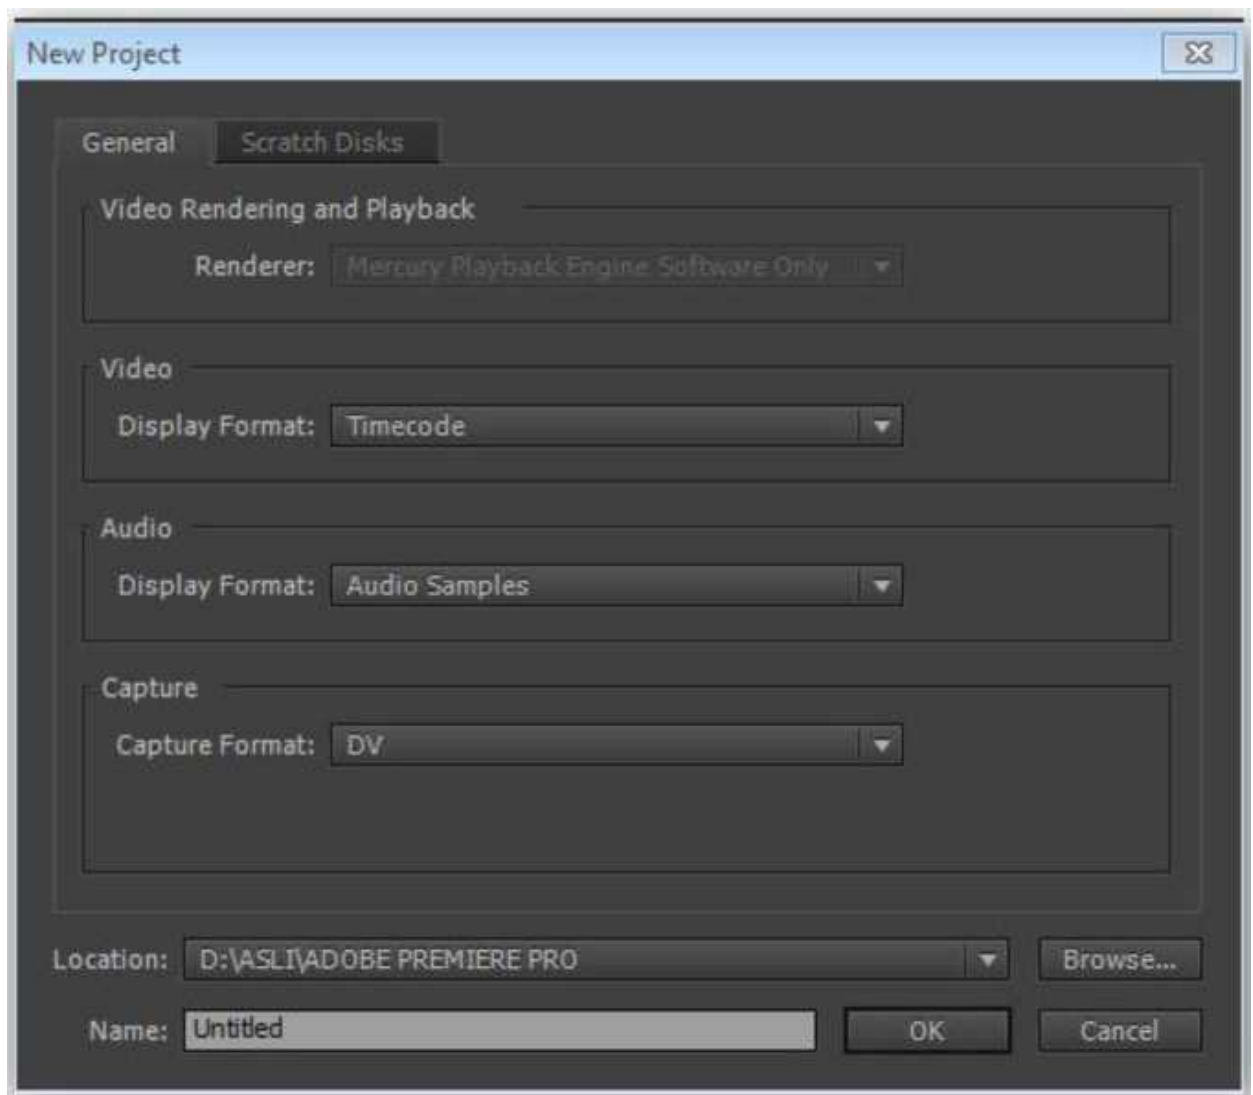 New Project
General Scratch Disks
Video Rendering and Playback
Renderer: Mercury Playback Engine Software Only
Video
Display Format: Timecode
Audio
Display Format: Audio Samples
Capture
Capture Format: DV
Location: D:\ASLI\ADOBE PREMIERE PRO Browse...
Name: Untitled OK Cancel